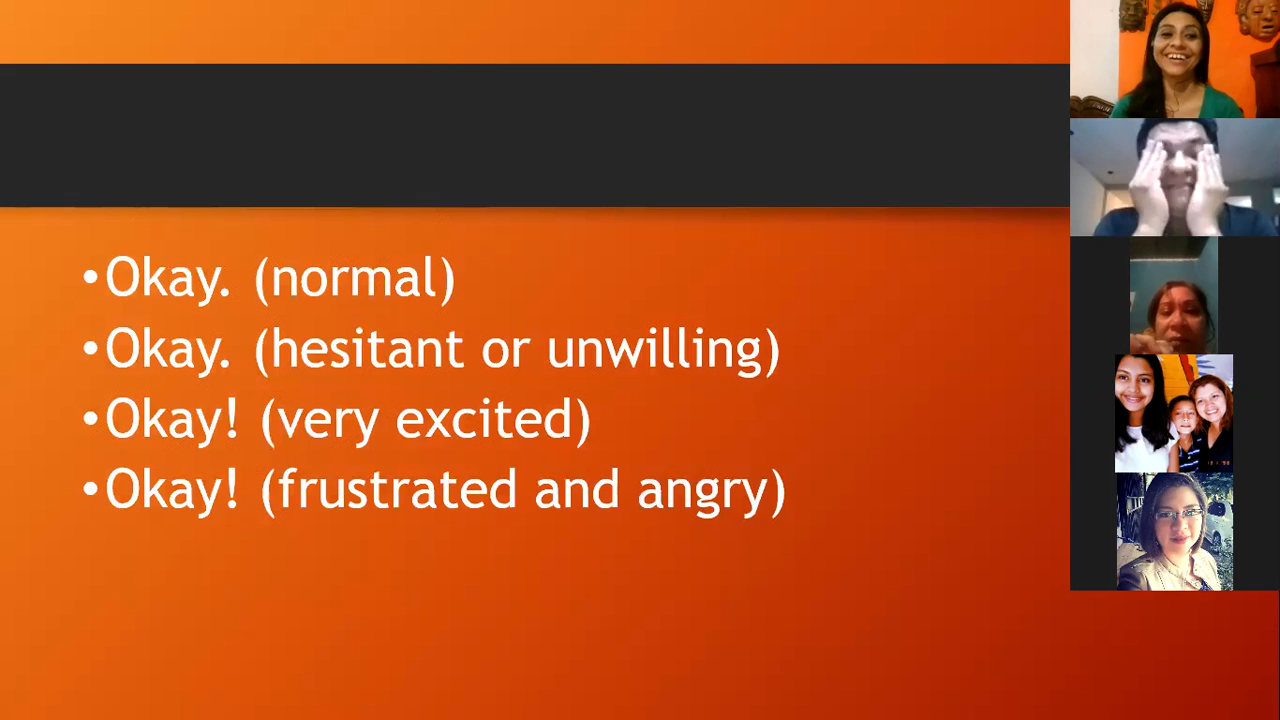 •Okay. (normal)
•Okay. (hesitant or unwilling)
•Okay! (very excited)
•Okay! (frustrated and angry)